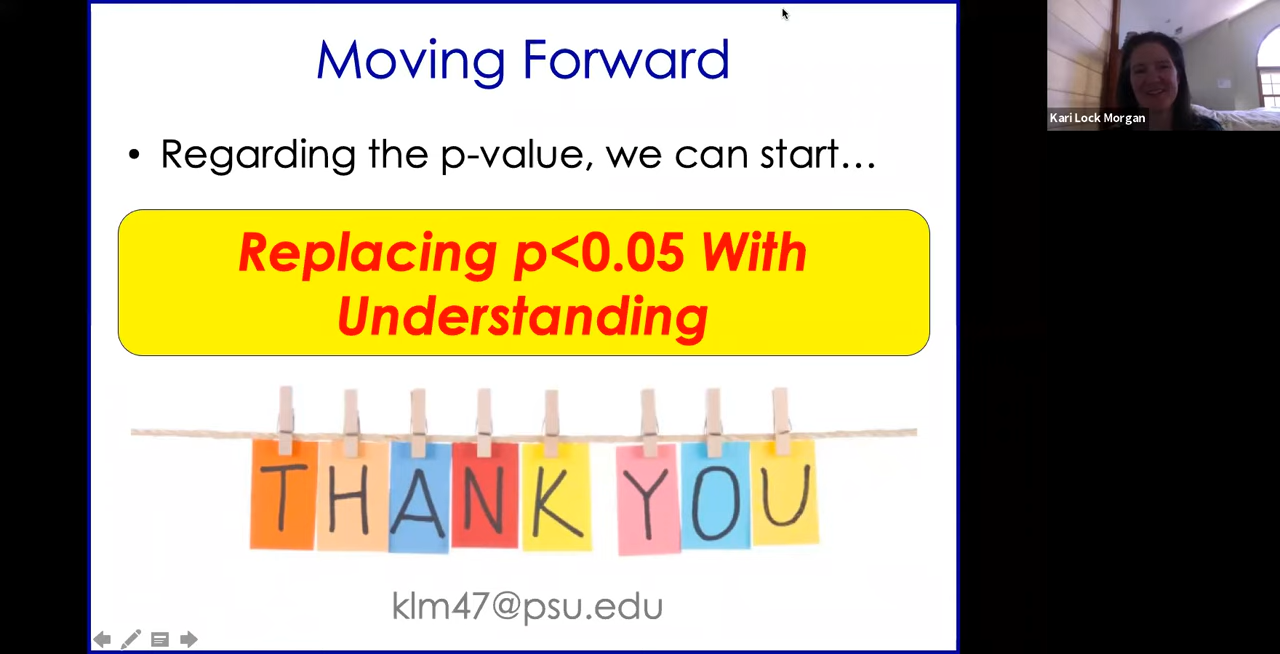 Moving Forward
• Regarding the p-value, we can start…
Replacing p<0.05 With
Understanding
THANK YOU
klm47@psu.edu
Kari Lock Morgan